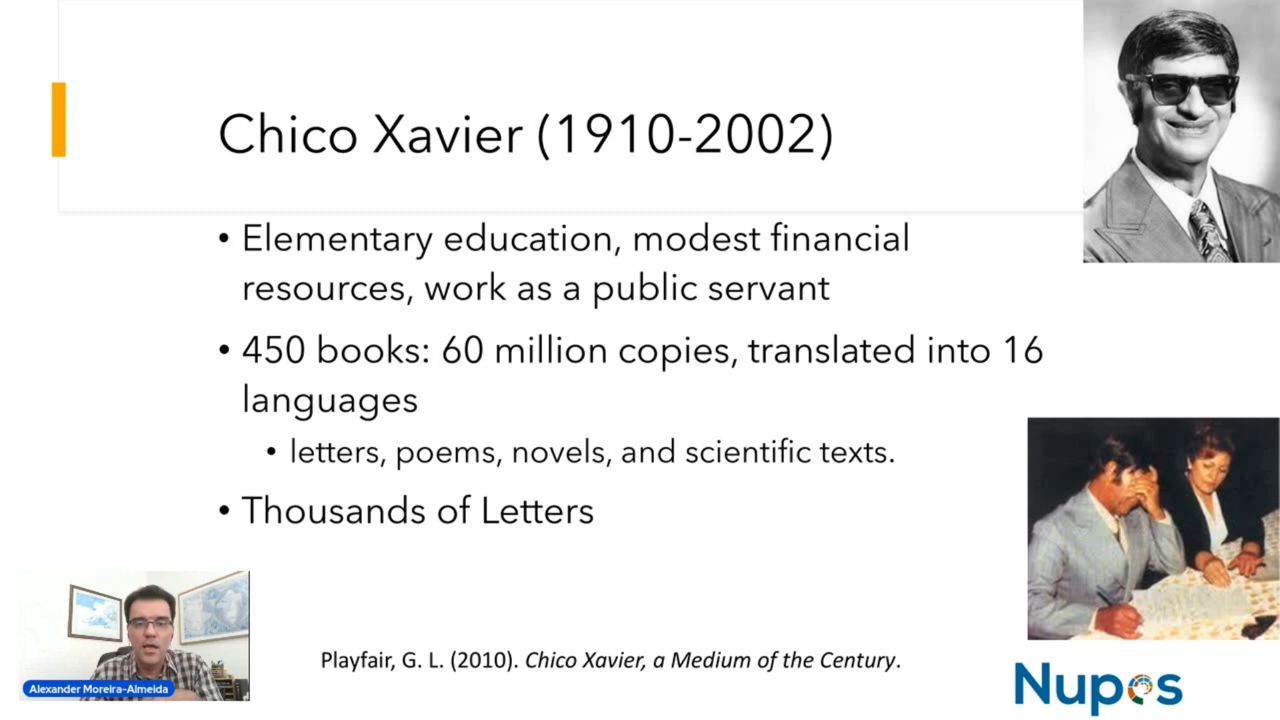 Chico Xavier (1910-2002)
• Elementary education, modest financial
resources, work as a public servant
• 450 books: 60 million copies, translated into 16
languages
• letters, poems, novels, and scientific texts.
• Thousands of Letters
Alexander Moreira-Almeida
Playfair, G. L. (2010). Chico Xavier, a Medium of the Century.
Nupes